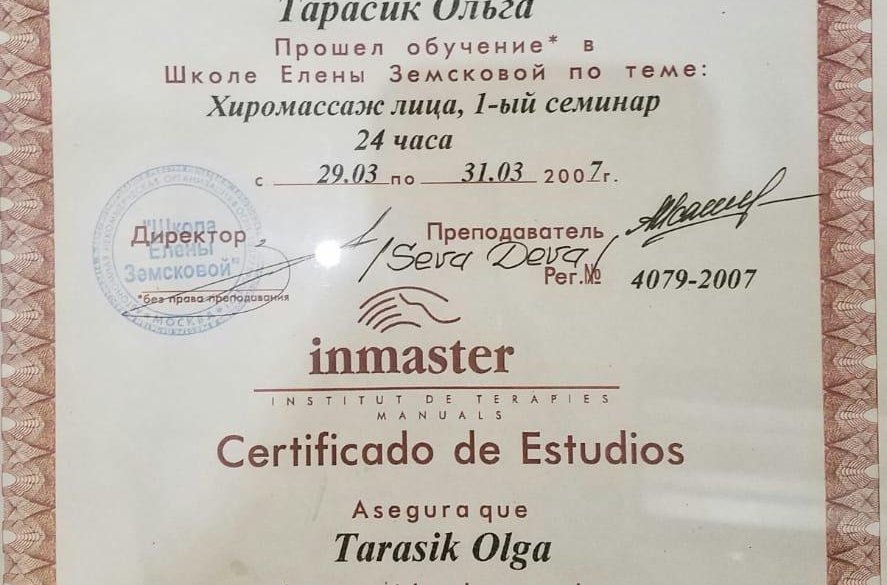 Тарасик Ольга
Прошел обучение* в
Школе Елены Земсковой по теме:
Хиромассаж лица, 1-ый семинар
24 часа
с 29.03 по 31.03 2007г.
Директор
"Школа
Елены
Земсковой"
МОСКВА
*без права преподавания
Преподаватель
/Seva Deva/
Рег.№ 4079-2007
inmaster
INSTITUT DE TERÀPIES
MANUALS
Certificado de Estudios
Asegura que
Tarasik Olga